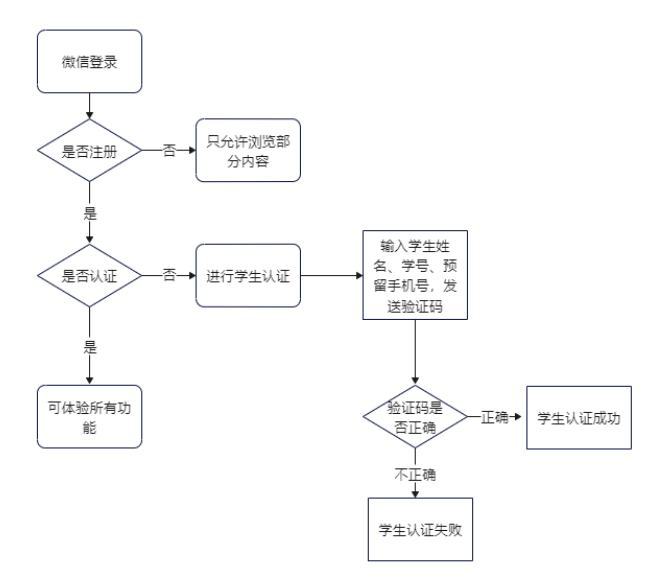 微信登录
是否注册
否
只允许浏览部
分内容
是
是否认证
否
进行学生认证
输入学生姓
名、学号、预
留手机号，发
送验证码
是
可体验所有功
能
验证码是
否正确
正确
学生认证成功
不正确
学生认证失败